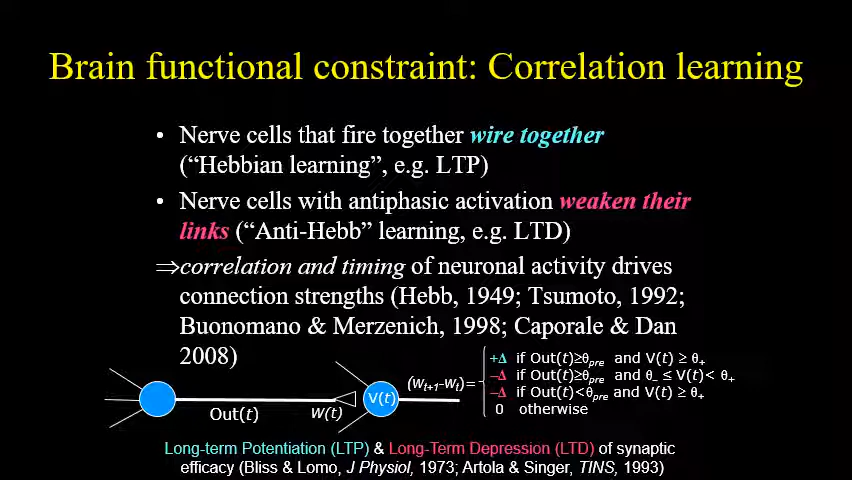 Brain functional constraint: Correlation learning
• Nerve cells that fire together wire together
(“Hebbian learning”, e.g. LTP)
• Nerve cells with antiphasic activation weaken their
links (“Anti-Hebb” learning, e.g. LTD)
⇒correlation and timing of neuronal activity drives
connection strengths (Hebb, 1949; Tsumoto, 1992;
Buonomano & Merzenich, 1998; Caporale & Dan
2008)
Out(t)
W(t)
V(t)
(Wt+1-Wt)=
+Δ if Out(t)≥θpre and V(t) ≥ θ+
−Δ if Out(t)≥θpre and θ− ≤ V(t)< θ+
−Δ if Out(t)<θpre and V(t) ≥ θ+
0 otherwise
Long-term Potentiation (LTP) & Long-Term Depression (LTD) of synaptic
efficacy (Bliss & Lomo, J Physiol, 1973; Artola & Singer, TINS, 1993)